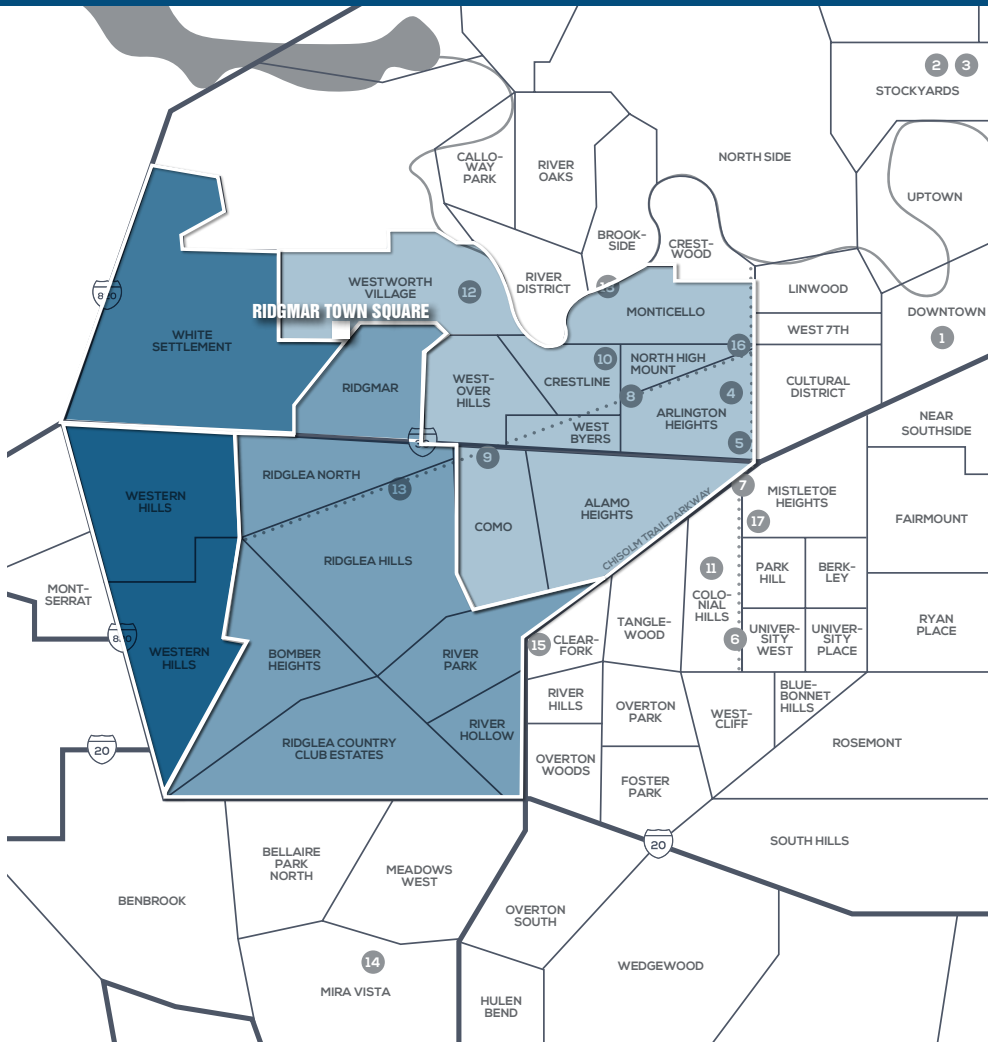 2
3
STOCKYARDS
CALLO-
WAY
PARK
RIVER
OAKS
NORTH SIDE
UPTOWN
BROOK-
SIDE
CREST-
WOOD
RIVER
DISTRICT
WESTWORTH
VILLAGE
12
LINWOOD
DOWNTOWN
1
RIDGMAR TOWN SQUARE
MONTICELLO
WEST 7TH
WHITE
SETTLEMENT
16
RIDGMAR
WEST-
OVER
HILLS
10
CRESTLINE
NORTH HIGH
MOUNT
CULTURAL
DISTRICT
8
4
ARLINGTON
HEIGHTS
WEST
BYERS
5
NEAR
SOUTHSIDE
9
RIDGLEA NORTH
13
7
MISTLETOE
HEIGHTS
WESTERN
HILLS
COMO
ALAMO
HEIGHTS
CHISOLM TRAIL PARKWAY
17
FAIRMOUNT
RIDGLEA HILLS
11
PARK
HILL
BERK-
LEY
MONT-
SERRAT
COLO-
NIAL
HILLS
TANGLE-
WOOD
RYAN
PLACE
6
UNIVER-
SITY
WEST
UNIVER-
SITY
PLACE
15
CLEAR-
FORK
WESTERN
HILLS
BOMBER
HEIGHTS
RIVER
PARK
RIVER
HILLS
OVERTON
PARK
WEST-
CLIFF
BLUE-
BONNET
HILLS
RIVER
HOLLOW
ROSEMONT
20
RIDGLEA COUNTRY
CLUB ESTATES
OVERTON
WOODS
FOSTER
PARK
20
SOUTH HILLS
BELLAIRE
PARK
NORTH
MEADOWS
WEST
BENBROOK
OVERTON
SOUTH
14
MIRA VISTA
WEDGEWOOD
HULEN
BEND